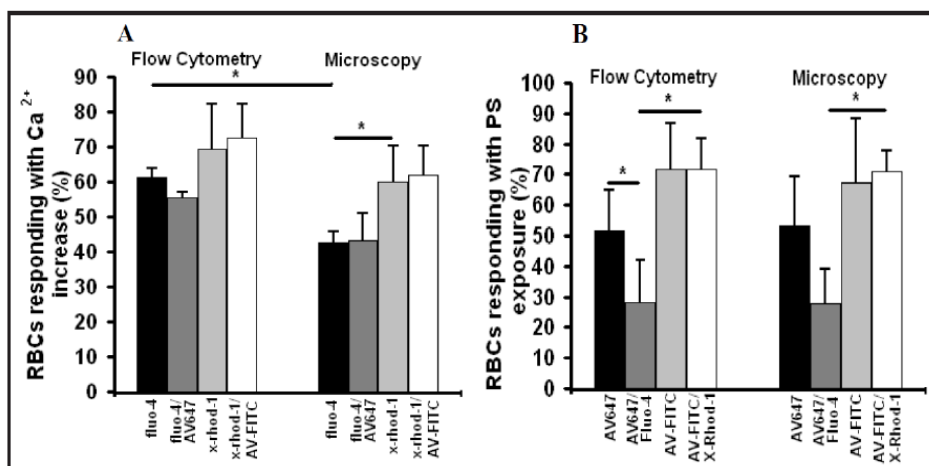 A
Flow Cytometry
Microscopy
*
*
RBCs responding with Ca2+
increase (%)
90
80
70
60
50
40
30
20
10
0
fluo-4
fluo-4/
AV647
x-rhod-1
x-rhod-1/
AV-FITC
fluo-4
fluo-4/
AV647
x-rhod-1
x-rhod-1/
AV-FITC
B
Flow Cytometry
Microscopy
*
*
*
RBCs responding with PS
exposure (%)
100
90
80
70
60
50
40
30
20
10
0
AV647
AV647/
Fluo-4
AV-FITC
AV-FITC/
X-Rhod-1
AV647
AV647/
Fluo-4
AV-FITC
AV-FITC/
X-Rhod-1